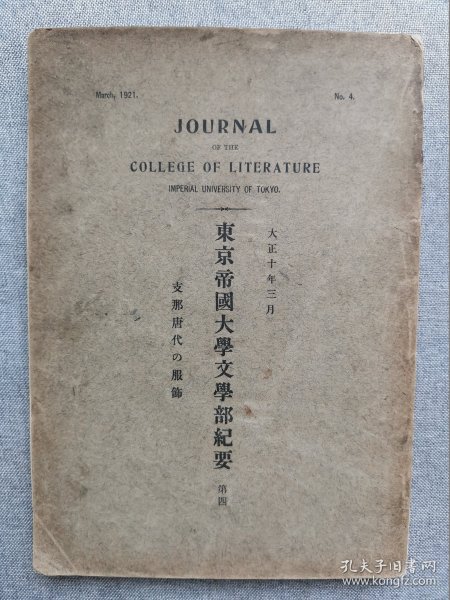 March, 1921.
No. 4.
JOURNAL
OF THE
COLLEGE OF LITERATURE
IMPERIAL UNIVERSITY OF TOKYO.
大正十年三月
東京帝國大學文學部紀要 第四
支那唐代の服飾
孔夫子旧书网
www.kongfz.com